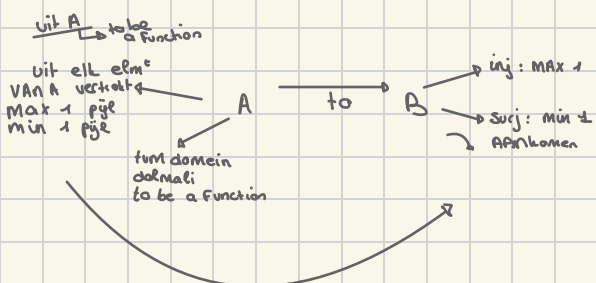 uit A
to be
a function
uit elk elmt
van A vertrekt
max 1 pijl
min 1 pijl
A
to
B
inj : MAX 1
surj : min 1
AAnkomen
tum domein
dolmali
to be a Function